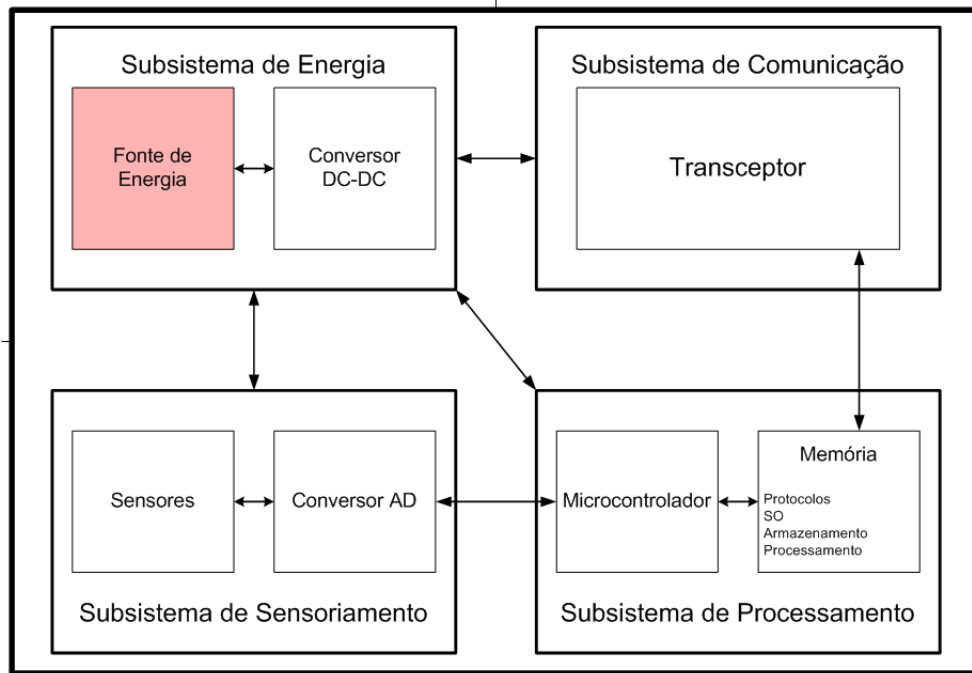 Subsistema de Energia
Fonte de
Energia
Conversor
DC-DC
Subsistema de Comunicação
Transceptor
Sensores
Conversor AD
Subsistema de Sensoriamento
Microcontrolador
Memória
Protocolos
SO
Armazenamento
Processamento
Subsistema de Processamento